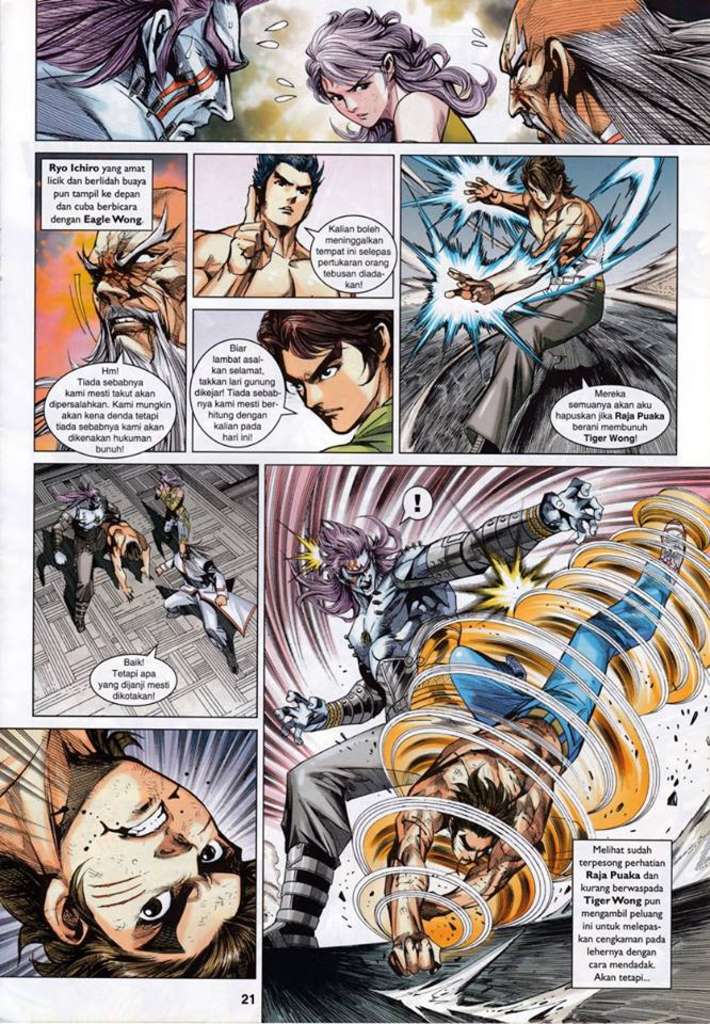 Ryo Ichiro yang amat
licik dan berlidah buaya
pun tampil ke depan
dan cuba berbicara
dengan Eagle Wong.
Hm!
Tiada sebabnya
kami mesti takut akan
dipersalahkan. Kami mungkin
akan kena denda tetapi
tiada sebabnya kami akan
dikenakan hukuman
bunuh!
Kalian boleh
meninggalkan
tempat ini selepas
pertukaran orang
tebusan diada-
kan!
Biar
lambat asal-
kan selamat,
takkan lari gunung
dikejar! Tiada sebab-
nya kami mesti ber-
hitung dengan
kalian pada
hari ini!
Mereka
semuanya akan aku
hapuskan jika Raja Puaka
berani membunuh
Tiger Wong!
Baik!
Tetapi apa
yang dijanji mesti
dikotakan!
!
Melihat sudah
terpesong perhatian
Raja Puaka dan
kurang berwaspada
Tiger Wong pun
mengambil peluang
ini untuk melepas-
kan cengkaman pada
lehernya dengan
cara mendadak.
Akan tetapi...
21